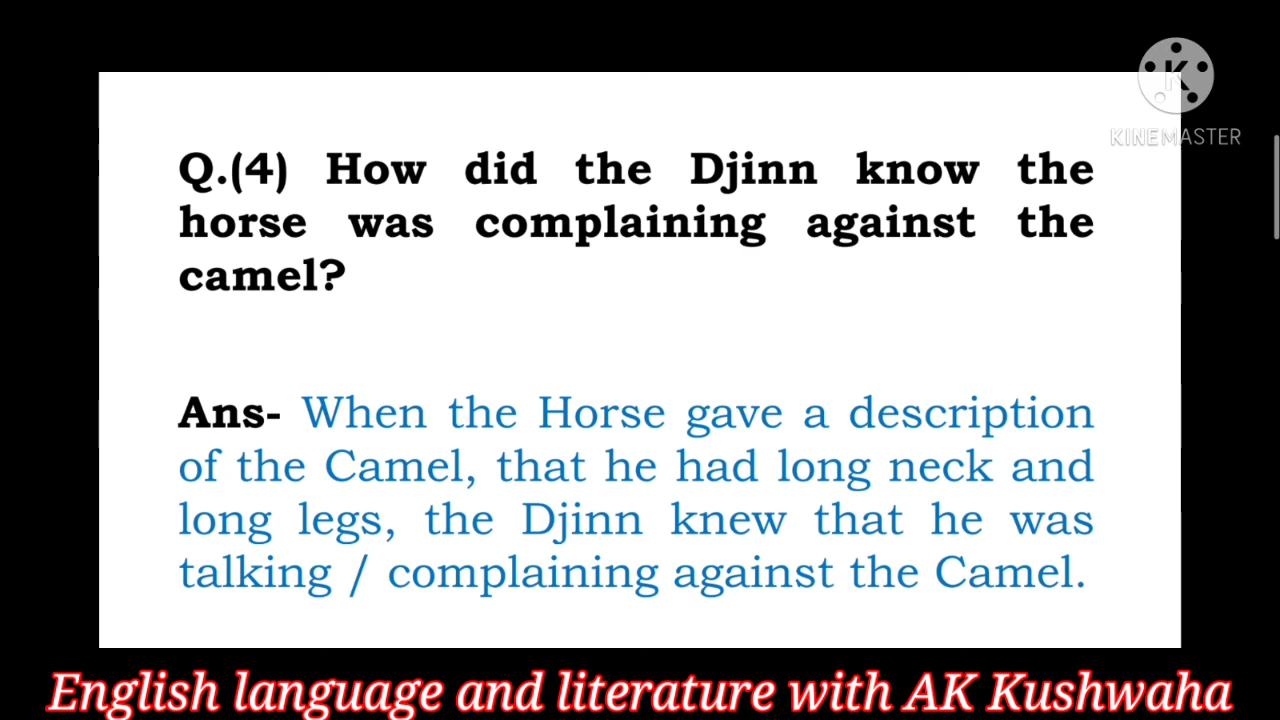 K
KINEMASTER
Q.(4) How did the Djinn know the
horse was complaining against the
camel?
Ans- When the Horse gave a description
of the Camel, that he had long neck and
long legs, the Djinn knew that he was
talking / complaining against the Camel.
English language and literature with AK Kushwaha